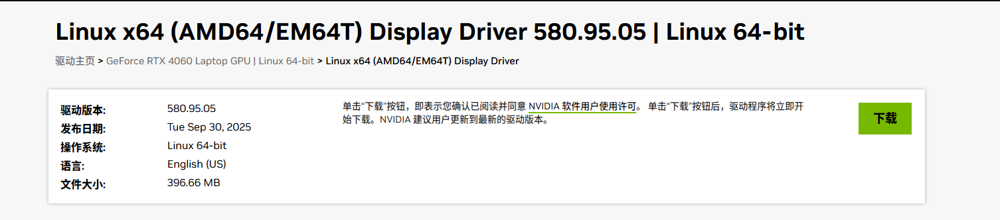 Linux x64 (AMD64/EM64T) Display Driver 580.95.05 | Linux 64-bit
驱动主页 > GeForce RTX 4060 Laptop GPU | Linux 64-bit > Linux x64 (AMD64/EM64T) Display Driver
驱动版本: 580.95.05
发布日期: Tue Sep 30, 2025
操作系统: Linux 64-bit
语言: English (US)
文件大小: 396.66 MB
单击“下载”按钮，即表示您确认已阅读并同意 NVIDIA 软件用户使用许可。 单击“下载”按钮后，驱动程序将立即开
始下载。NVIDIA 建议用户更新到最新的驱动版本。
下载